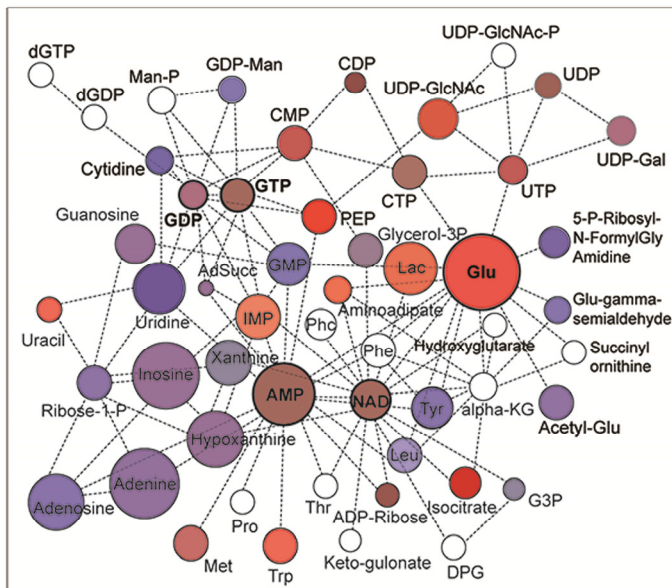 dGTP
UDP-GlcNAc-P
GDP-Man
CDP
Man-P
UDP
UDP-GlcNAc
dGDP
CMP
UDP-Gal
Cytidine
GTP
CTP
UTP
GDP
PEP
Guanosine
Glycerol-3P
5-P-Ribosyl-
N-FormylGly
Amidine
GMP
Lac
Glu
AdSucc
Aminoadipate
Glu-gamma-
semialdehyde
Uracil
Uridine
IMP
Pho
Hydroxyglutarate
Xanthine
Phe
Succinyl
ornithine
Inosine
Ribose-1-P
AMP
NAD
Tyr
alpha-KG
Acetyl-Glu
Hypoxanthine
Leu
Adenine
Adenosine
Thr
ADP-Ribose
Isocitrate
G3P
Pro
Met
Trp
Keto-gulonate
DPG